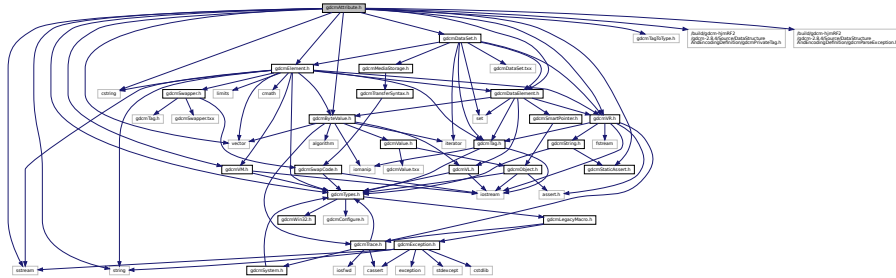 gdcmAttribute.h
gdcmDataSet.h
gdcmTagToType.h
/build/gdcm-hjmRF2
/gdcm-2.8.4/Source/DataStructure
AndEncodingDefinition/gdcmPrivateTag.h
/build/gdcm-hjmRF2
/gdcm-2.8.4/Source/DataStructure
AndEncodingDefinition/gdcmParseException.h
gdcmElement.h
gdcmMediaStorage.h
gdcmDataSet.txx
cstring
gdcmSwapper.h
limits
cmath
gdcmTransferSyntax.h
gdcmDataElement.h
gdcmTag.h
gdcmSwapper.txx
gdcmByteValue.h
set
gdcmSmartPointer.h
gdcmVR.h
vector
algorithm
gdcmValue.h
iterator
gdcmTag.h
gdcmString.h
fstream
gdcmVM.h
gdcmSwapCode.h
iomanip
gdcmValue.txx
gdcmVL.h
gdcmObject.h
gdcmStaticAssert.h
gdcmTypes.h
iostream
assert.h
gdcmWin32.h
gdcmConfigure.h
gdcmLegacyMacro.h
gdcmTrace.h
gdcmException.h
sstream
string
gdcmSystem.h
iosfwd
cassert
exception
stdexcept
cstdlib